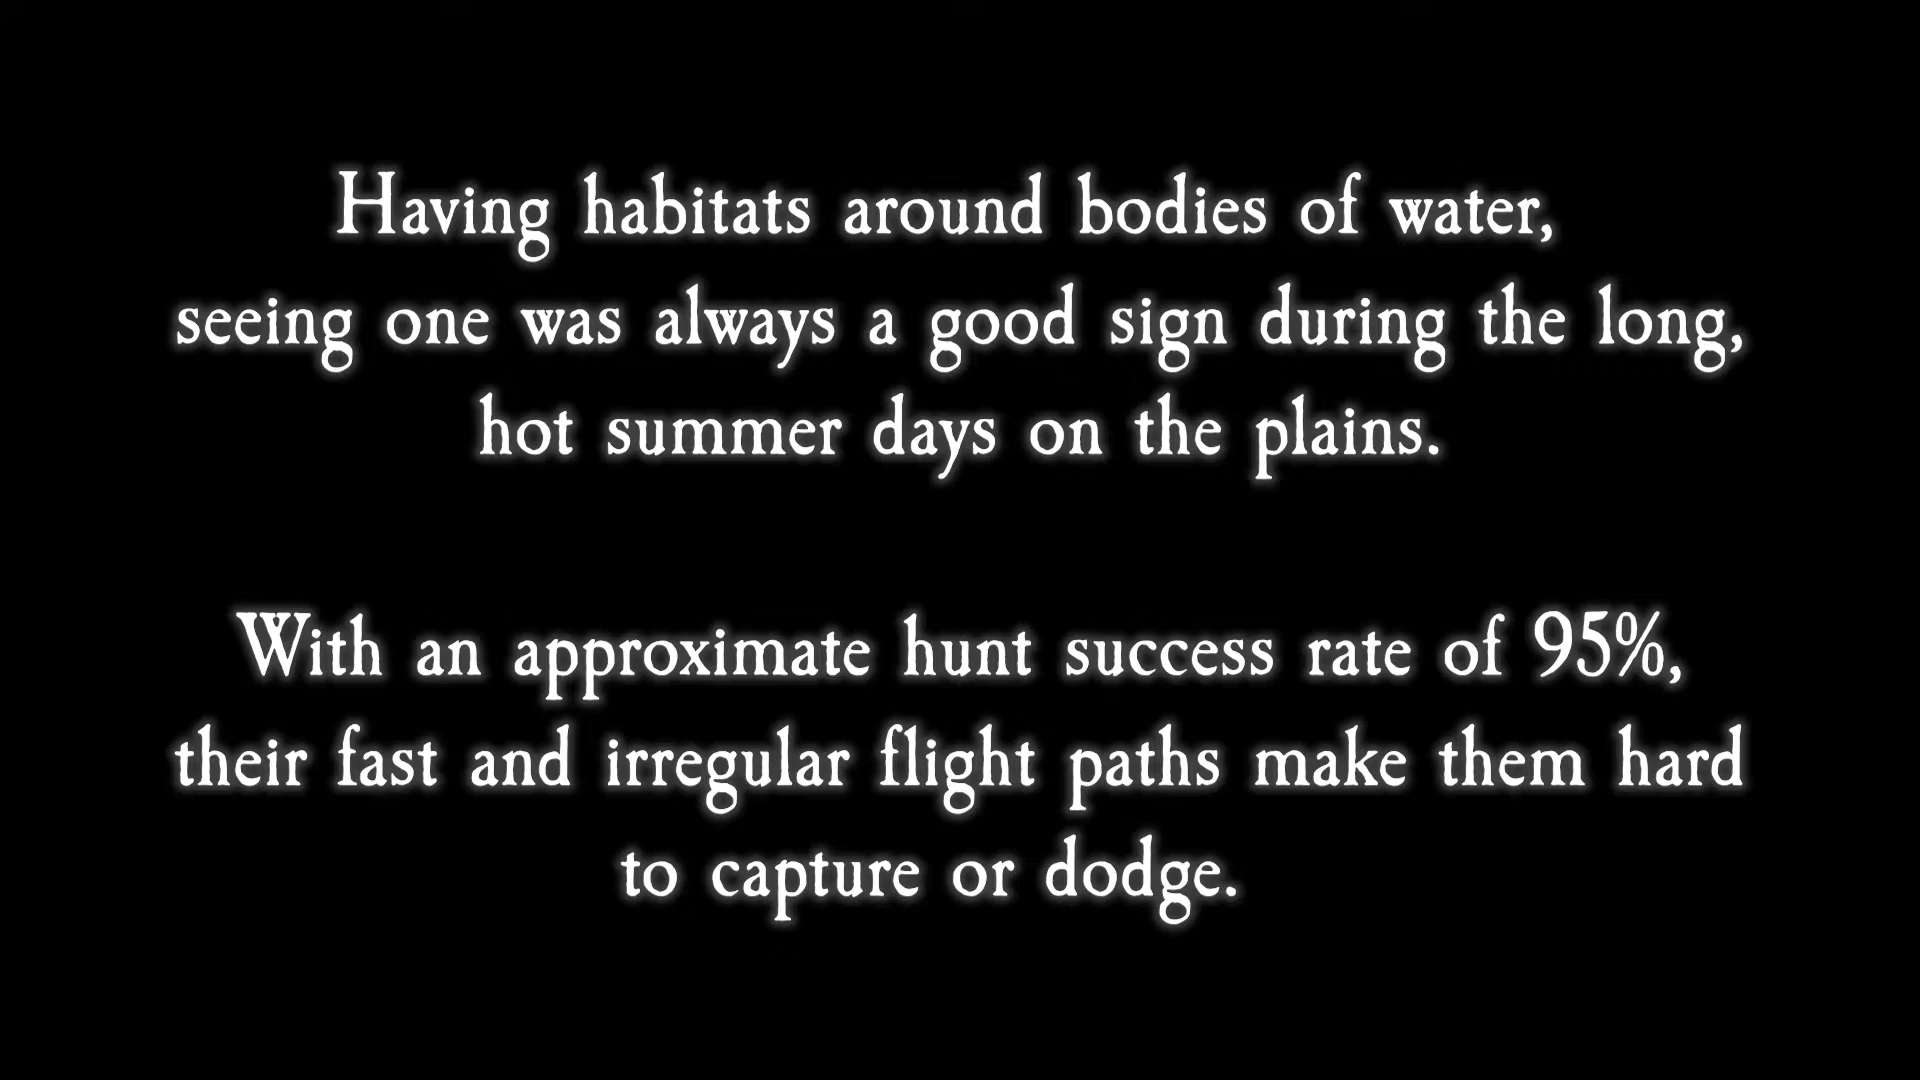 Having habitats around bodies of water,
seeing one was always a good sign during the long,
hot summer days on the plains.
With an approximate hunt success rate of 95%,
their fast and irregular flight paths make them hard
to capture or dodge.